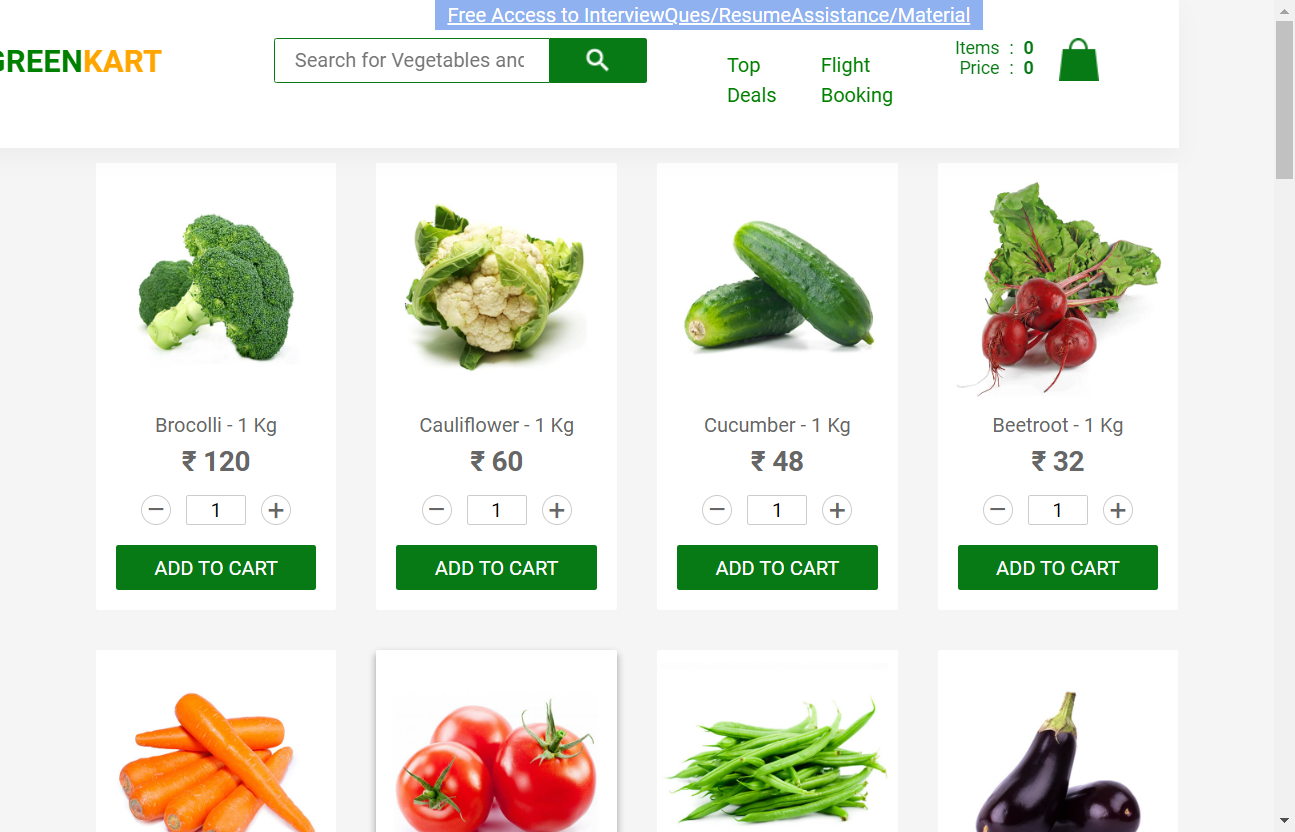 Free Access to InterviewQues/ResumeAssistance/Material
GREENKART
Search for Vegetables and
Top Deals
Flight Booking
Items : 0
Price : 0
Brocolli - 1 Kg
₹ 120
− 1 +
ADD TO CART
Cauliflower - 1 Kg
₹ 60
− 1 +
ADD TO CART
Cucumber - 1 Kg
₹ 48
− 1 +
ADD TO CART
Beetroot - 1 Kg
₹ 32
− 1 +
ADD TO CART